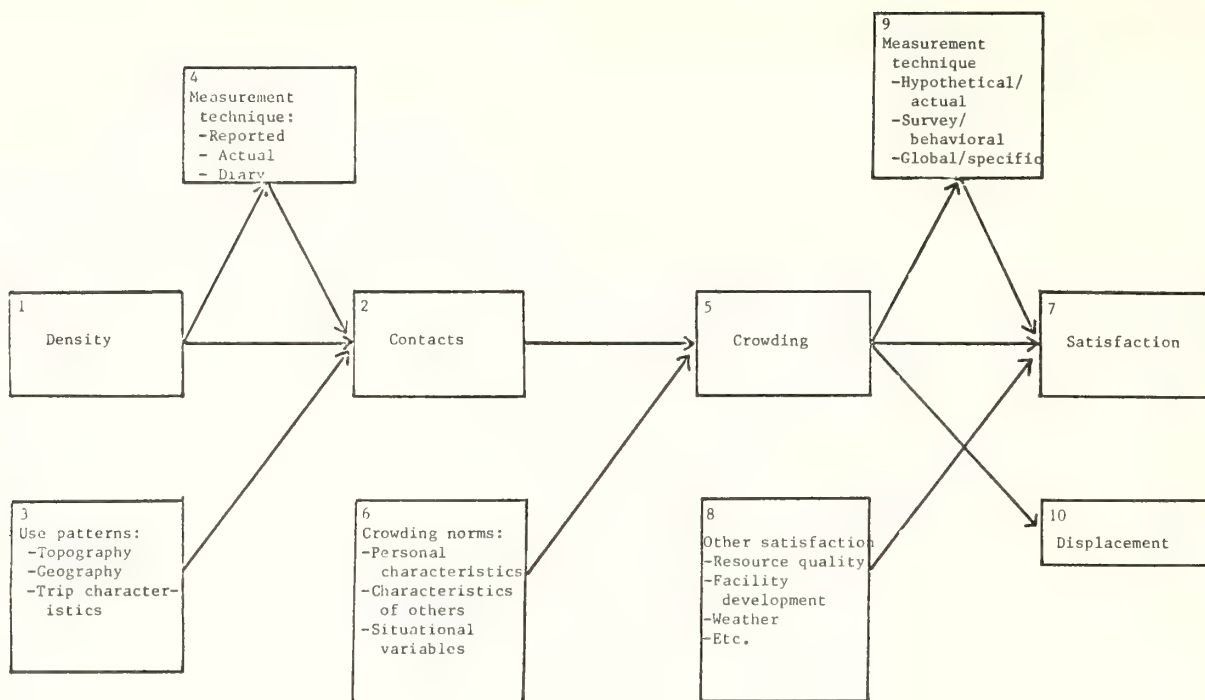 4
Measurement
technique:
-Reported
- Actual
- Diary
9
Measurement
technique
-Hypothetical/
actual
-Survey/
behavioral
-Global/specific
1
Density
2
Contacts
5
Crowding
7
Satisfaction
3
Use patterns:
-Topography
-Geography
-Trip character-
istics
6
Crowding norms:
-Personal
characteristics
-Characteristics
of others
-Situational
variables
8
Other satisfaction
-Resource quality
-Facility
development
-Weather
-Etc.
10
Displacement